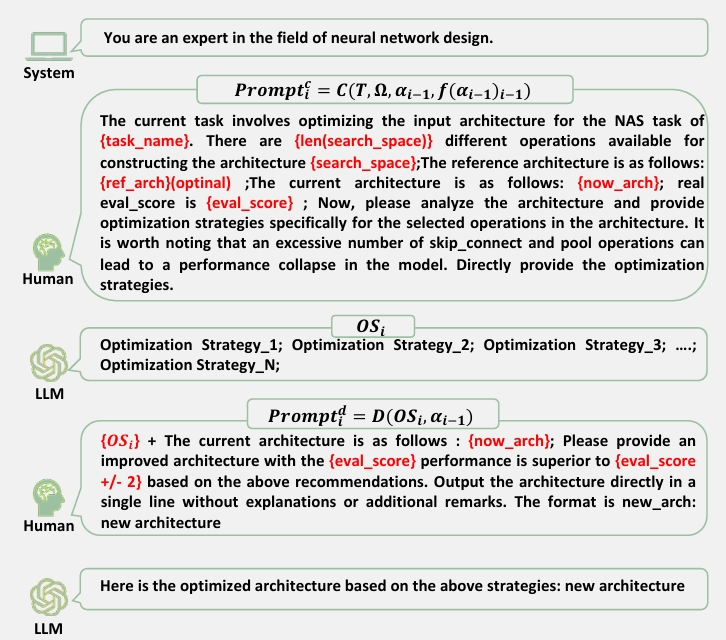 You are an expert in the field of neural network design.
System
Prompt_i^c = C(T, Ω, α_{i−1}, f(α_{i−1})_{i−1})
The current task involves optimizing the input architecture for the NAS task of
{task_name}. There are {len(search_space)} different operations available for
constructing the architecture {search_space};The reference architecture is as follows:
{ref_arch}(optinal) ;The current architecture is as follows: {now_arch}; real
eval_score is {eval_score} ; Now, please analyze the architecture and provide
optimization strategies specifically for the selected operations in the architecture. It
is worth noting that an excessive number of skip_connect and pool operations can
lead to a performance collapse in the model. Directly provide the optimization
strategies.
Human
OS_i
Optimization Strategy_1; Optimization Strategy_2; Optimization Strategy_3; ....;
Optimization Strategy_N;
LLM
Prompt_i^d = D(OS_i, α_{i−1})
{OS_i} + The current architecture is as follows : {now_arch}; Please provide an
improved architecture with the {eval_score} performance is superior to {eval_score
+/- 2} based on the above recommendations. Output the architecture directly in a
single line without explanations or additional remarks. The format is new_arch:
new architecture
Human
Here is the optimized architecture based on the above strategies: new architecture
LLM